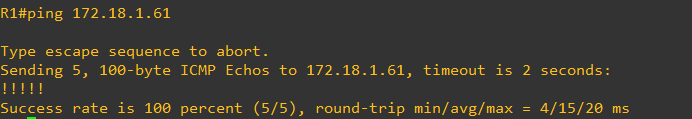 R1#ping 172.18.1.61
Type escape sequence to abort.
Sending 5, 100-byte ICMP Echos to 172.18.1.61, timeout is 2 seconds:
!!!!!
Success rate is 100 percent (5/5), round-trip min/avg/max = 4/15/20 ms